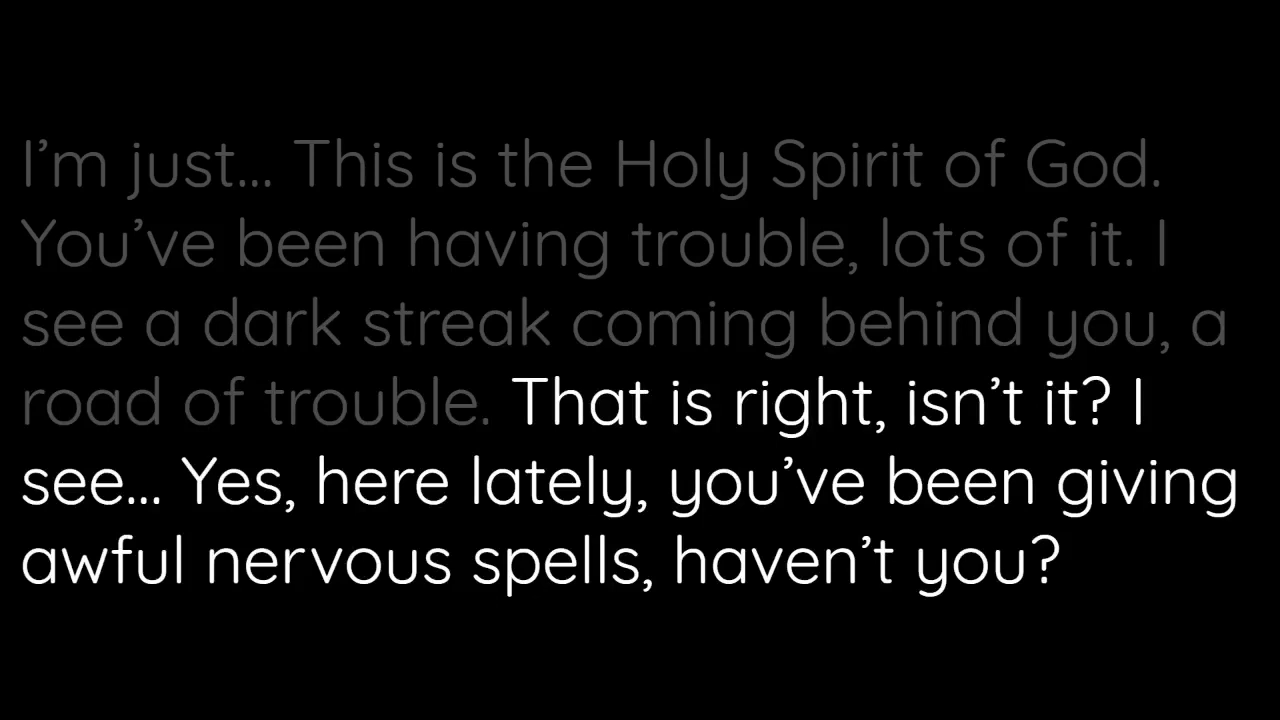 I’m just... This is the Holy Spirit of God.
You’ve been having trouble, lots of it. I
see a dark streak coming behind you, a
road of trouble. That is right, isn’t it? I
see... Yes, here lately, you’ve been giving
awful nervous spells, haven’t you?